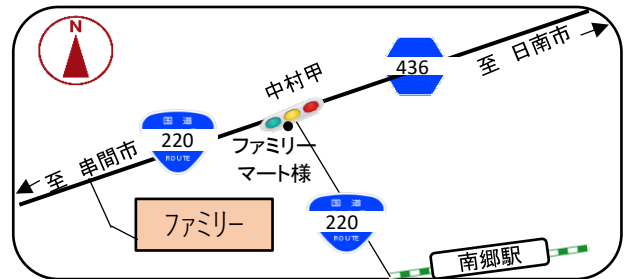 N
至 日南市
436
中村甲
国道
220
ROUTE
ファミリー
マート様
至 串間市
ファミリー
国道
220
ROUTE
南郷駅